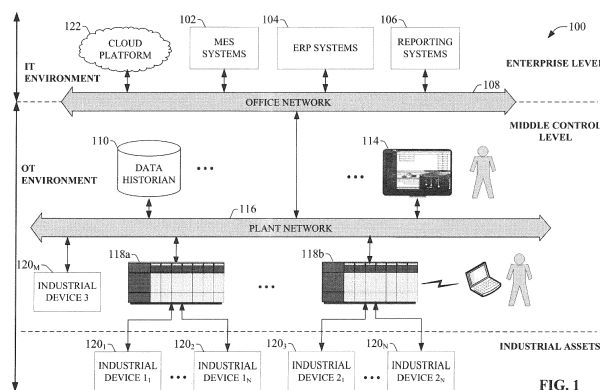 100
122
CLOUD
PLATFORM
102
MES
SYSTEMS
104
ERP SYSTEMS
106
REPORTING
SYSTEMS
IT
ENVIRONMENT
ENTERPRISE LEVEL
108
OFFICE NETWORK
MIDDLE CONTROL
LEVEL
OT
ENVIRONMENT
110
DATA
HISTORIAN
114
116
PLANT NETWORK
120M
INDUSTRIAL
DEVICE 3
118a
118b
INDUSTRIAL ASSETS
1201
INDUSTRIAL
DEVICE 11
1202
INDUSTRIAL
DEVICE 1N
1203
INDUSTRIAL
DEVICE 21
120N
INDUSTRIAL
DEVICE 2N
FIG. 1